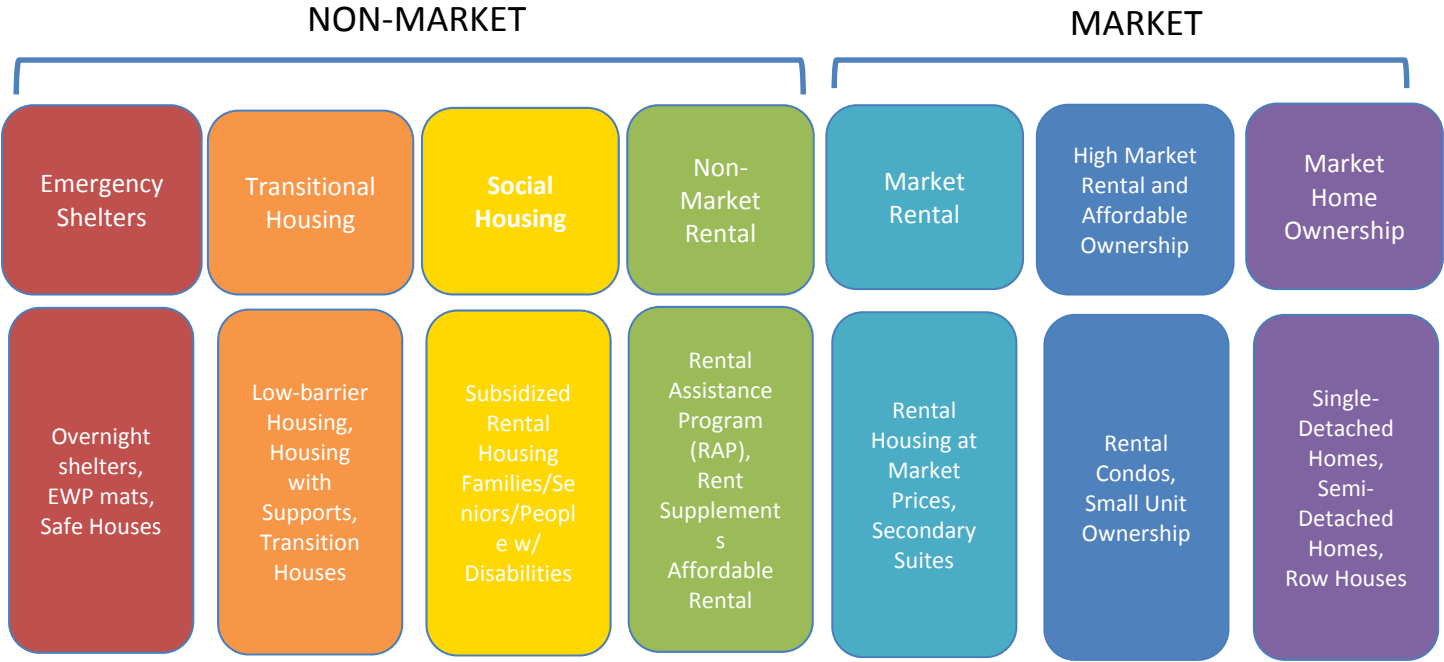 NON-MARKET
MARKET
Emergency
Shelters
Transitional
Housing
Social
Housing
Non-
Market
Rental
Market
Rental
High Market
Rental and
Affordable
Ownership
Market
Home
Ownership
Overnight
shelters,
EWP mats,
Safe Houses
Low-barrier
Housing,
Housing
with
Supports,
Transition
Houses
Subsidized
Rental
Housing
Families/Se
niors/Peopl
e w/
Disabilities
Rental
Assistance
Program
(RAP),
Rent
Supplement
s
Affordable
Rental
Rental
Housing at
Market
Prices,
Secondary
Suites
Rental
Condos,
Small Unit
Ownership
Single-
Detached
Homes,
Semi-
Detached
Homes,
Row Houses